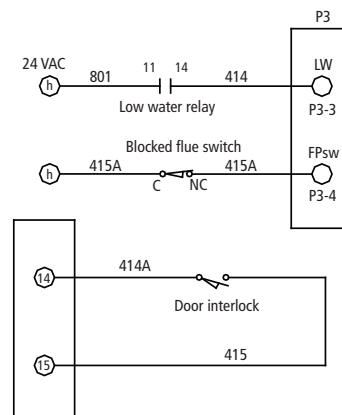 P3
24 VAC
h
801
11
14
414
LW
P3-3
Low water relay
Blocked flue switch
h
415A
C
NC
415A
FPsw
P3-4
14
414A
Door interlock
15
415